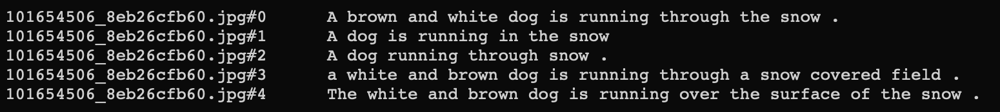 101654506_8eb26cfb60.jpg#0 A brown and white dog is running through the snow .
101654506_8eb26cfb60.jpg#1 A dog is running in the snow
101654506_8eb26cfb60.jpg#2 A dog running through snow .
101654506_8eb26cfb60.jpg#3 a white and brown dog is running through a snow covered field .
101654506_8eb26cfb60.jpg#4 The white and brown dog is running over the surface of the snow .